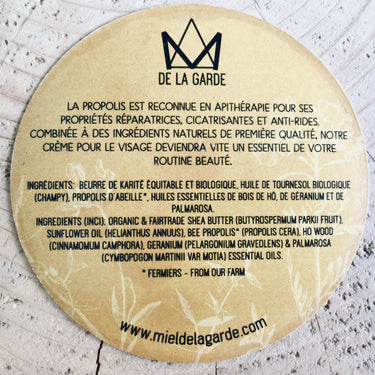 DE LA GARDE
LA PROPOLIS EST RECONNUE EN APITHÉRAPIE POUR SES
PROPRIÉTÉS RÉPARATRICES, CICATRISANTES ET ANTI-RIDES.
COMBINÉE À DES INGRÉDIENTS NATURELS DE PREMIÈRE QUALITÉ, NOTRE
CRÈME POUR LE VISAGE DEVIENDRA VITE UN ESSENTIEL DE VOTRE
ROUTINE BEAUTÉ.
INGRÉDIENTS: BEURRE DE KARITÉ ÉQUITABLE ET BIOLOGIQUE, HUILE DE TOURNESOL BIOLOGIQUE
(CHAMPY), PROPOLIS D'ABEILLE*, HUILES ESSENTIELLES DE BOIS DE HÔ, DE GÉRANIUM ET DE
PALMAROSA.
INGREDIENTS (INCI): ORGANIC & FAIRTRADE SHEA BUTTER (BUTYROSPERMUM PARKII FRUIT),
SUNFLOWER OIL (HELIANTHUS ANNUUS), BEE PROPOLIS* (PROPOLIS CERA), HO WOOD
(CINNAMOMUM CAMPHORA), GERANIUM (PELARGONIUM GRAVEOLENS) & PALMAROSA
(CYMBOPOGON MARTINII VAR MOTIA) ESSENTIAL OILS.
* FERMIERS - FROM OUR FARM
www.mieldelagarde.com